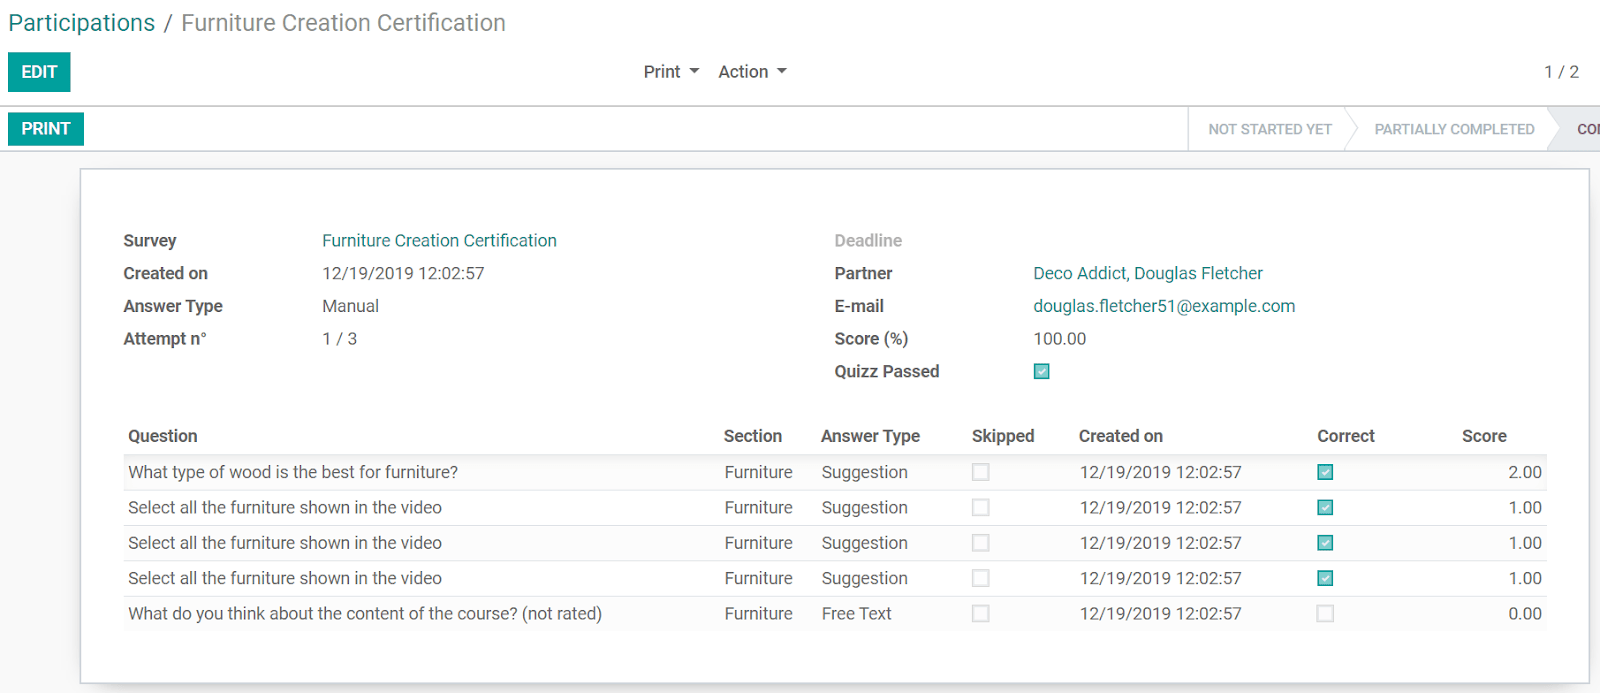 Participations / Furniture Creation Certification
EDIT Print Action 1 / 2
PRINT NOT STARTED YET PARTIALLY COMPLETED
Survey Furniture Creation Certification Deadline
Created on 12/19/2019 12:02:57 Partner Deco Addict, Douglas Fletcher
Answer Type Manual E-mail douglas.fletcher51@example.com
Attempt n° 1 / 3 Score (%) 100.00
Quizz Passed
Question Section Answer Type Skipped Created on Correct Score
What type of wood is the best for furniture? Furniture Suggestion 12/19/2019 12:02:57 2.00
Select all the furniture shown in the video Furniture Suggestion 12/19/2019 12:02:57 1.00
Select all the furniture shown in the video Furniture Suggestion 12/19/2019 12:02:57 1.00
Select all the furniture shown in the video Furniture Suggestion 12/19/2019 12:02:57 1.00
What do you think about the content of the course? (not rated) Furniture Free Text 12/19/2019 12:02:57 0.00